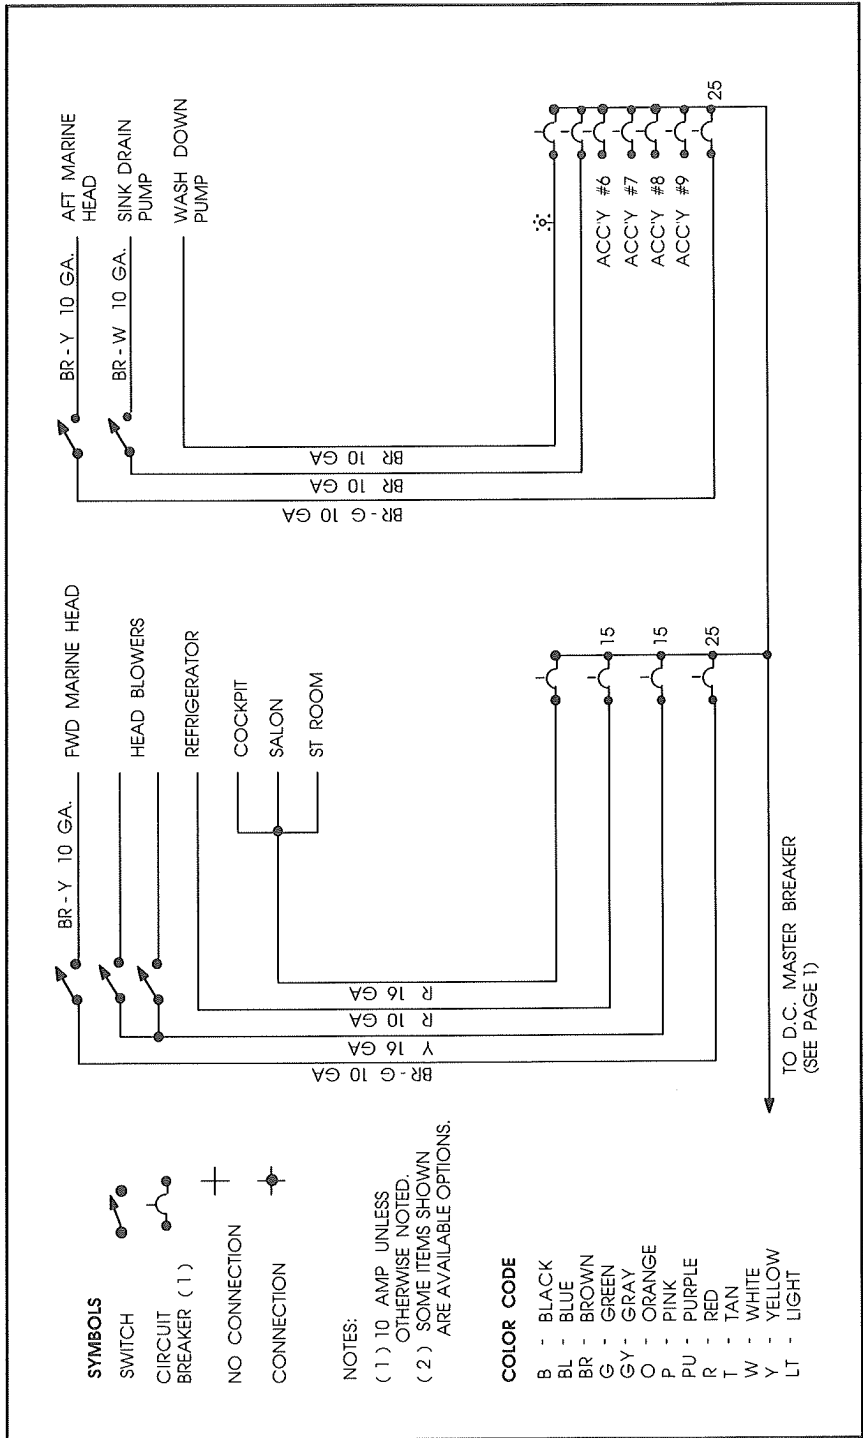 SYMBOLS
SWITCH
CIRCUIT
BREAKER ( 1 )
NO CONNECTION
CONNECTION
NOTES:
( 1 ) 10 AMP UNLESS
OTHERWISE NOTED.
( 2 ) SOME ITEMS SHOWN
ARE AVAILABLE OPTIONS.
COLOR CODE
B - BLACK
BL - BLUE
BR - BROWN
G - GREEN
GY - GRAY
O - ORANGE
P - PINK
PU - PURPLE
R - RED
T - TAN
W - WHITE
Y - YELLOW
LT - LIGHT
BR - Y 10 GA.
FWD MARINE HEAD
HEAD BLOWERS
REFRIGERATOR
COCKPIT
SALON
ST ROOM
BR - G 10 GA
Y 16 GA
R 10 GA
R 16 GA
15
15
25
TO D.C. MASTER BREAKER
(SEE PAGE 1)
BR - Y 10 GA.
AFT MARINE
HEAD
BR - W 10 GA.
SINK DRAIN
PUMP
WASH DOWN
PUMP
BR - G 10 GA
BR 10 GA
BR 10 GA
ACC'Y #6
ACC'Y #7
ACC'Y #8
ACC'Y #9
25